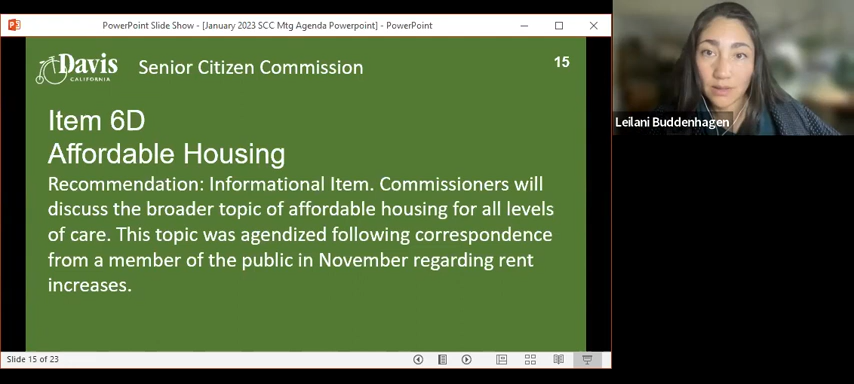 PowerPoint Slide Show - [January 2023 SCC Mtg Agenda Powerpoint] - PowerPoint
Davis
CALIFORNIA
Senior Citizen Commission
15
Item 6D
Affordable Housing
Recommendation: Informational Item. Commissioners will
discuss the broader topic of affordable housing for all levels
of care. This topic was agendized following correspondence
from a member of the public in November regarding rent
increases.
Slide 15 of 23
Leilani Buddenhagen